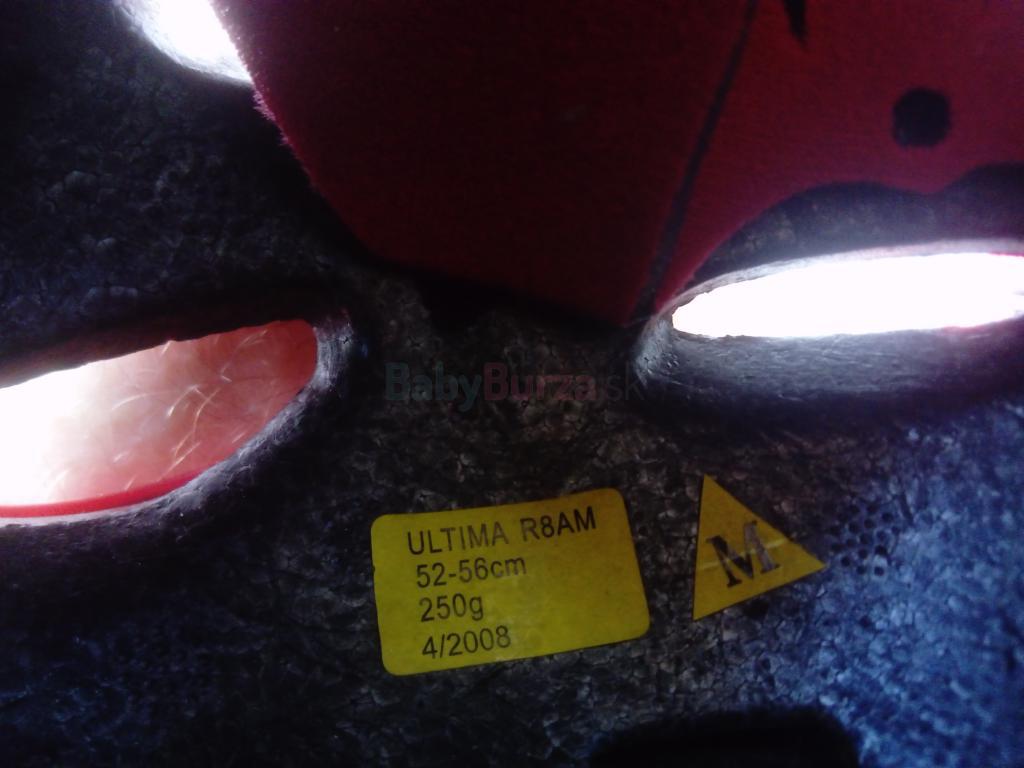 BabyBurza.sk
ULTIMA R8AM
52-56cm
250g
4/2008
M